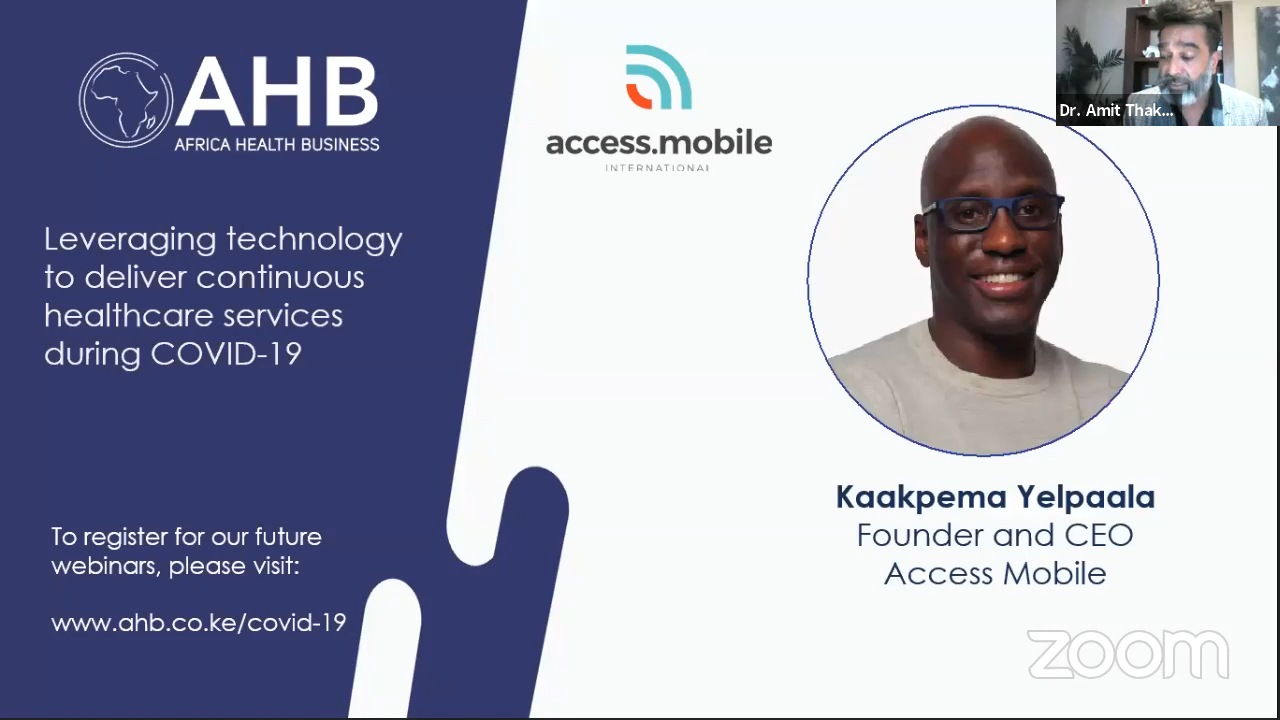 AHB
AFRICA HEALTH BUSINESS
access.mobile
INTERNATIONAL
Dr. Amit Thak...
Leveraging technology
to deliver continuous
healthcare services
during COVID-19
Kaakpema Yelpaala
Founder and CEO
Access Mobile
To register for our future
webinars, please visit:
www.ahb.co.ke/covid-19
zoom